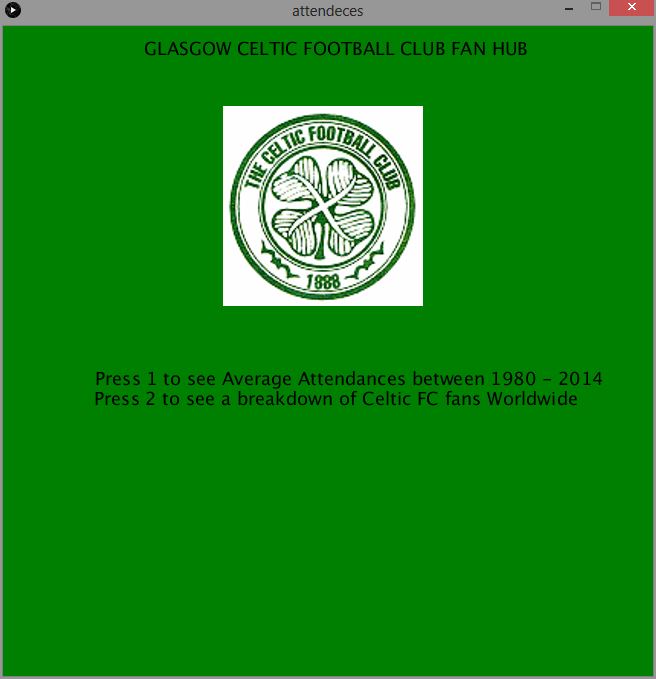 attendeces
GLASGOW CELTIC FOOTBALL CLUB FAN HUB
THE CELTIC FOOTBALL CLUB
1888
Press 1 to see Average Attendances between 1980 - 2014
Press 2 to see a breakdown of Celtic FC fans Worldwide